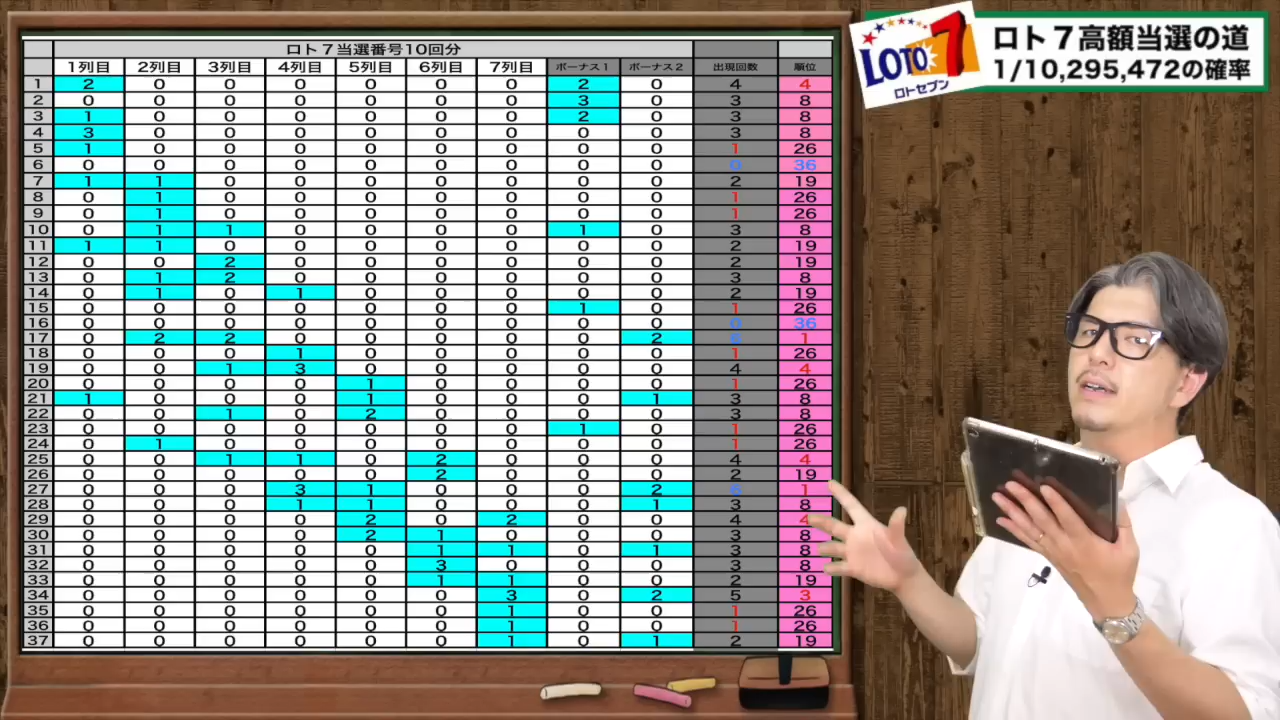 ロト７当選番号10回分
1列目 2列目 3列目 4列目 5列目 6列目 7列目 ボーナス１ ボーナス２ 出現回数 順位
1 2 0 0 0 0 0 0 2 0 4 4
2 0 0 0 0 0 0 0 3 0 3 8
3 1 0 0 0 0 0 0 2 0 3 8
4 3 0 0 0 0 0 0 0 0 3 8
5 1 0 0 0 0 0 0 0 0 1 26
6 0 0 0 0 0 0 0 0 0 0 36
7 1 1 0 0 0 0 0 0 0 2 19
8 0 1 0 0 0 0 0 0 0 1 26
9 0 1 0 0 0 0 0 0 0 1 26
10 0 1 1 0 0 0 0 1 0 3 8
11 1 1 0 0 0 0 0 0 0 2 19
12 0 0 2 0 0 0 0 0 0 2 19
13 0 1 2 0 0 0 0 0 0 3 8
14 0 1 0 1 0 0 0 0 0 2 19
15 0 0 0 0 0 0 0 1 0 1 26
16 0 0 0 0 0 0 0 0 0 0 36
17 0 2 2 0 0 0 0 0 2 6 1
18 0 0 0 1 0 0 0 0 0 1 26
19 0 0 1 3 0 0 0 0 0 4 4
20 0 0 0 0 1 0 0 0 0 1 26
21 1 0 0 0 1 0 0 0 1 3 8
22 0 0 1 0 2 0 0 0 0 3 8
23 0 0 0 0 0 0 0 1 0 1 26
24 0 1 0 0 0 0 0 0 0 1 26
25 0 0 1 1 0 2 0 0 0 4 4
26 0 0 0 0 0 2 0 0 0 2 19
27 0 0 0 3 1 0 0 0 2 6 1
28 0 0 0 1 1 0 0 0 1 3 8
29 0 0 0 0 2 0 2 0 0 4 4
30 0 0 0 0 2 1 0 0 0 3 8
31 0 0 0 0 0 1 1 0 1 3 8
32 0 0 0 0 0 3 0 0 0 3 8
33 0 0 0 0 0 1 1 0 0 2 19
34 0 0 0 0 0 0 3 0 2 5 3
35 0 0 0 0 0 0 1 0 0 1 26
36 0 0 0 0 0 0 1 0 0 1 26
37 0 0 0 0 0 0 1 0 1 2 19
LOTO 7
ロトセブン
ロト７高額当選の道
1/10,295,472の確率